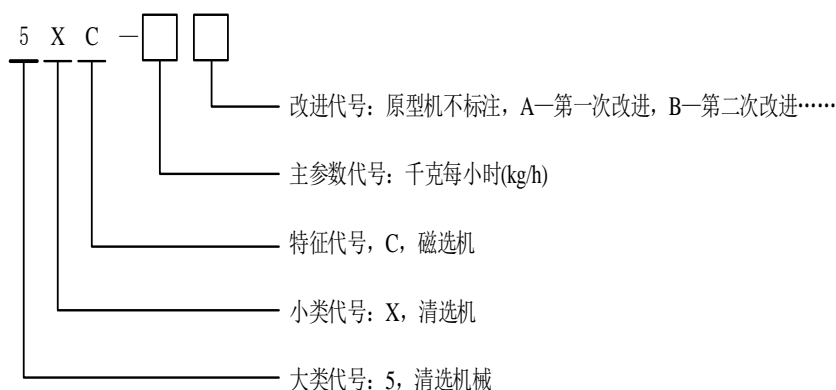 5 X C —□ □
改进代号：原型机不标注，A—第一次改进，B—第二次改进……
主参数代号：千克每小时(kg/h)
特征代号，C，磁选机
小类代号：X，清选机
大类代号：5，清选机械